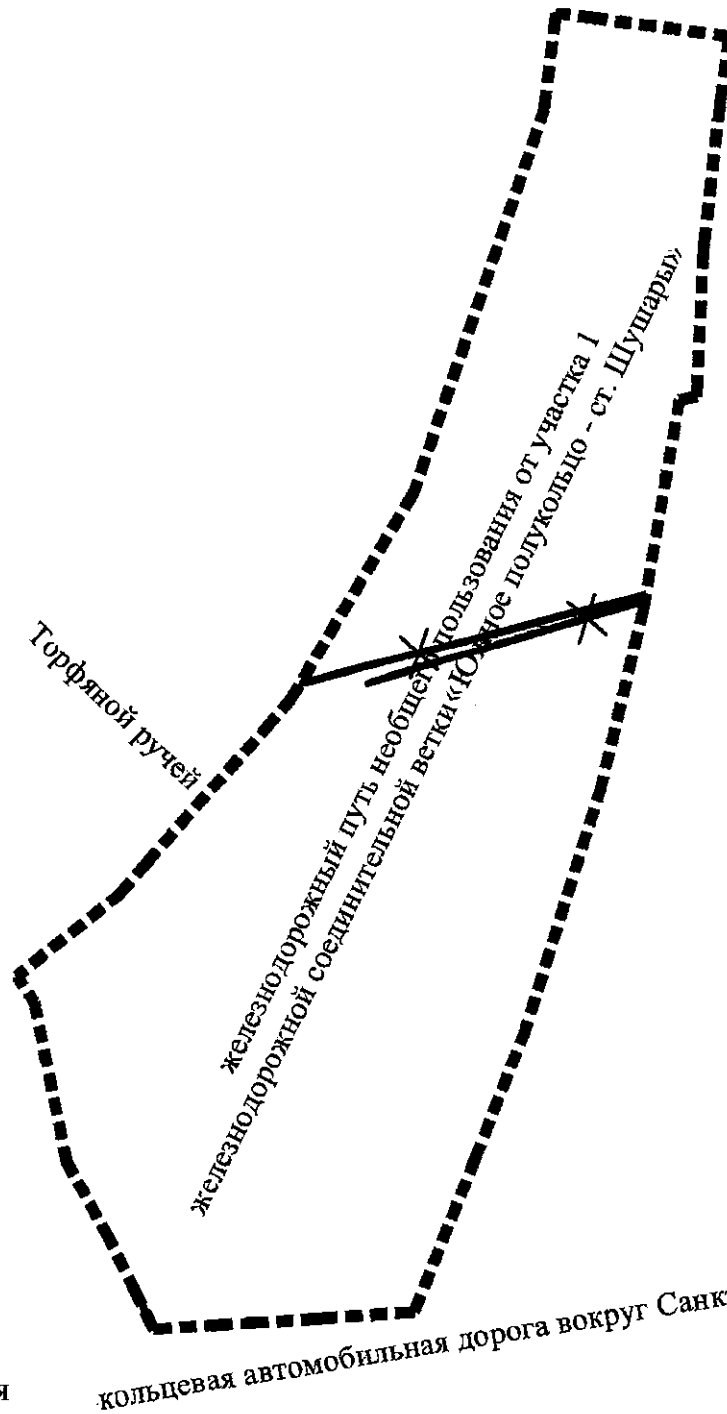 Торфяной ручей
железнодорожный путь необщего пользования от участка 1
железнодорожной соединительной ветки «Южное полукольцо - ст. Шушары»
я
кольцевая автомобильная дорога вокруг Санкт